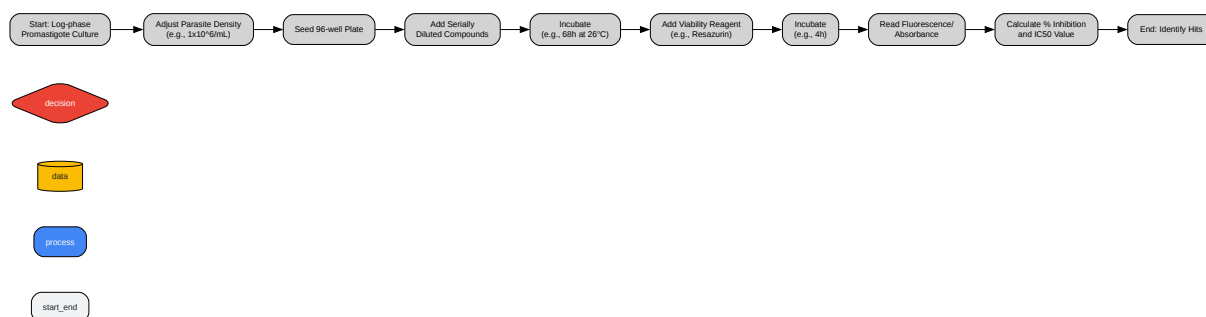 Start: Log-phase
Promastigote Culture
Adjust Parasite Density
(e.g., 1x10^6/mL)
Seed 96-well Plate
Add Serially
Diluted Compounds
Incubate
(e.g., 68h at 26°C)
Add Viability Reagent
(e.g., Resazurin)
Incubate
(e.g., 4h)
Read Fluorescence/
Absorbance
Calculate % Inhibition
and IC50 Value
End: Identify Hits
decision
data
process
start_end